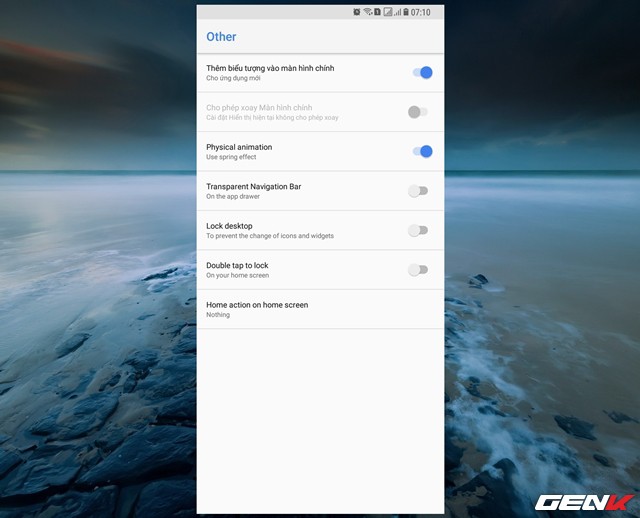 07:10
Other
Thêm biểu tượng vào màn hình chính
Cho ứng dụng mới
Cho phép xoay Màn hình chính
Cài đặt Hiển thị hiện tại không cho phép xoay
Physical animation
Use spring effect
Transparent Navigation Bar
On the app drawer
Lock desktop
To prevent the change of icons and widgets
Double tap to lock
On your home screen
Home action on home screen
Nothing
GENK